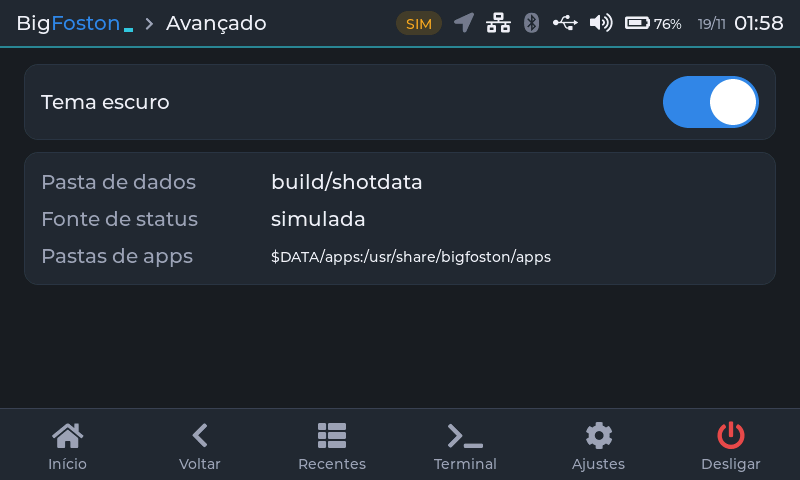 BigFoston_ > Avançado SIM 76% 19/11 01:58
Tema escuro
Pasta de dados build/shotdata
Fonte de status simulada
Pastas de apps $DATA/apps:/usr/share/bigfoston/apps
Início Voltar Recentes Terminal Ajustes Desligar